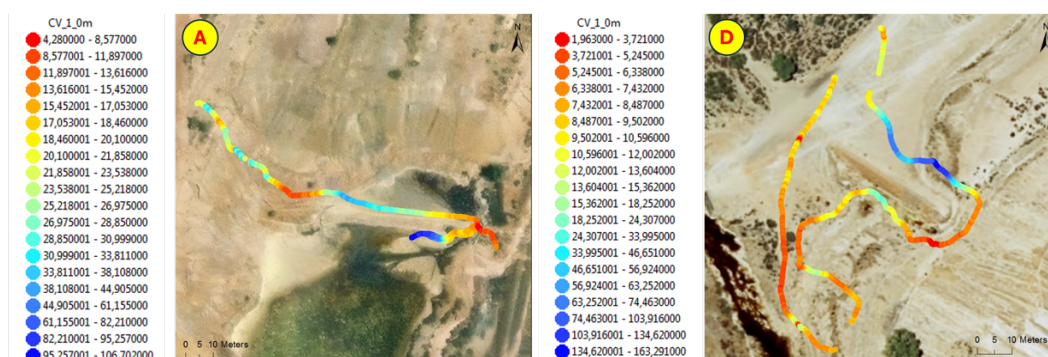 CV_1_0m
4,280000 - 8,577000
8,577001 - 11,897000
11,897001 - 13,616000
13,616001 - 15,452000
15,452001 - 17,053000
17,053001 - 18,460000
18,460001 - 20,100000
20,100001 - 21,858000
21,858001 - 23,538000
23,538001 - 25,218000
25,218001 - 26,975000
26,975001 - 28,850000
28,850001 - 30,999000
30,999001 - 33,811000
33,811001 - 38,108000
38,108001 - 44,905000
44,905001 - 61,155000
61,155001 - 82,210000
82,210001 - 95,257000
95,257001 - 106,702000
A
N
0 5 10 Meters
CV_1_0m
1,963000 - 3,721000
3,721001 - 5,245000
5,245001 - 6,338000
6,338001 - 7,432000
7,432001 - 8,487000
8,487001 - 9,502000
9,502001 - 10,596000
10,596001 - 12,002000
12,002001 - 13,604000
13,604001 - 15,362000
15,362001 - 18,252000
18,252001 - 24,307000
24,307001 - 33,995000
33,995001 - 46,651000
46,651001 - 56,924000
56,924001 - 63,252000
63,252001 - 74,463000
74,463001 - 103,916000
103,916001 - 134,620000
134,620001 - 163,291000
D
N
0 5 10 Meters